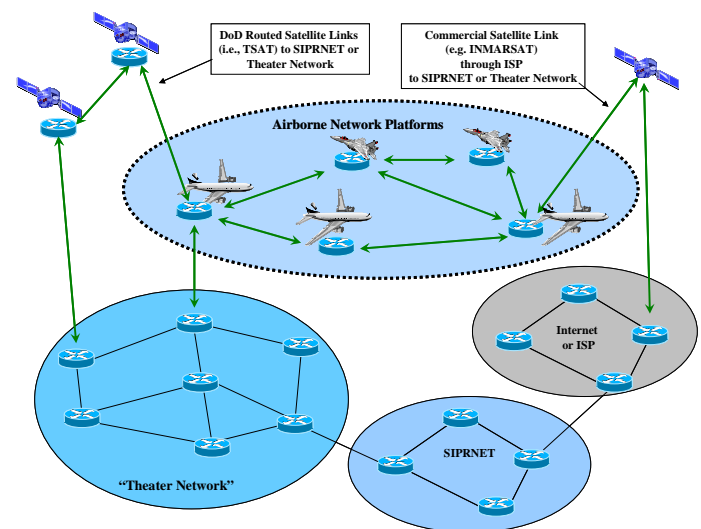 DoD Routed Satellite Links
(i.e., TSAT) to SIPRNET or
Theater Network
Commercial Satellite Link
(e.g. INMARSAT)
through ISP
to SIPRNET or Theater Network
Airborne Network Platforms
Internet
or ISP
SIPRNET
“Theater Network”